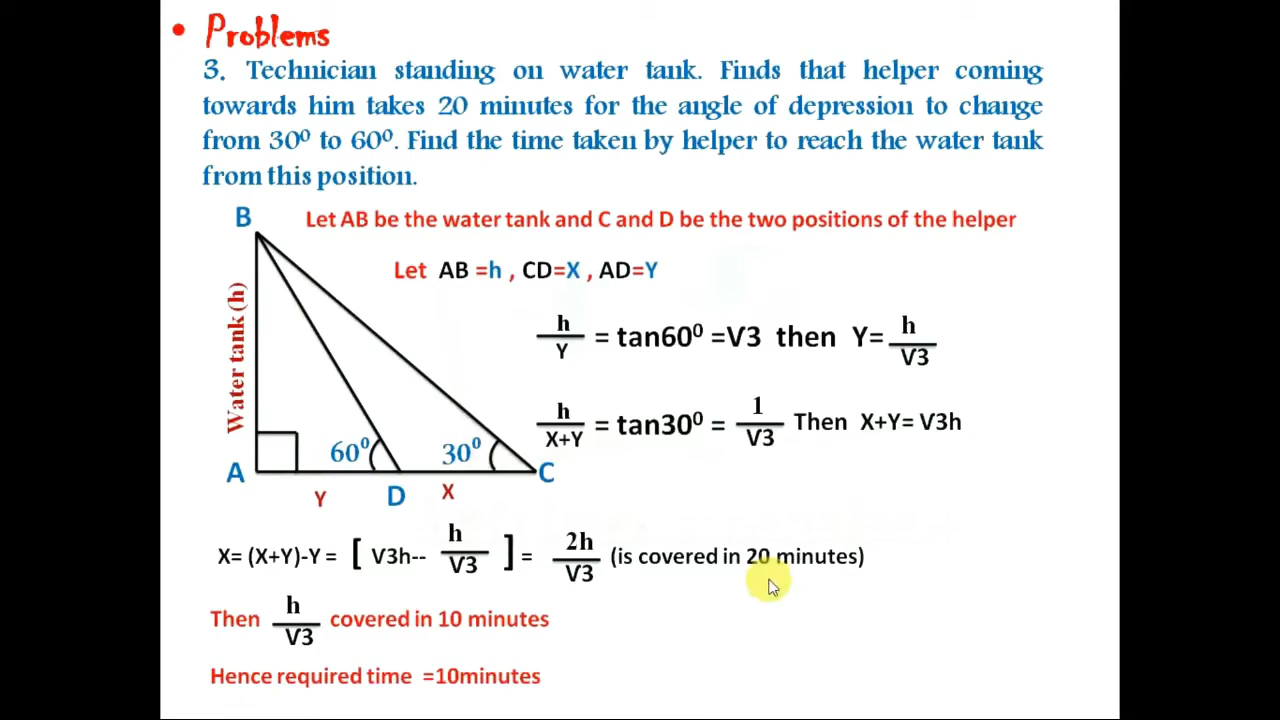 • Problems
3. Technician standing on water tank. Finds that helper coming
towards him takes 20 minutes for the angle of depression to change
from 30⁰ to 60⁰. Find the time taken by helper to reach the water tank
from this position.
B
Let AB be the water tank and C and D be the two positions of the helper
Let AB =h , CD=X , AD=Y
Water tank (h)
h/Y = tan60⁰ =V3 then Y= h/V3
h/X+Y = tan30⁰ = 1/V3 Then X+Y= V3h
60⁰ 30⁰
A D C
Y X
X= (X+Y)-Y = [ V3h-- h/V3 ] = 2h/V3 (is covered in 20 minutes)
Then h/V3 covered in 10 minutes
Hence required time =10minutes